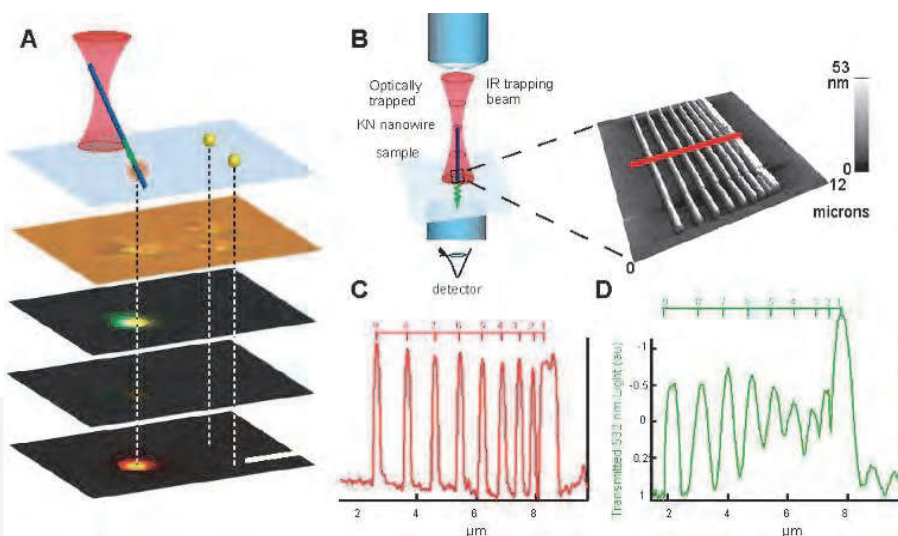 A
B
Optically
trapped
IR trapping
beam
KN nanowire
sample
detector
53
nm
0
12
microns
0
C
9 8 7 6 5 4 3 2 1
2 4 6 8
µm
D
Transmitted 532 nm Light (au)
-1
-0.5
0
0.25
1
2 4 6 8
µm